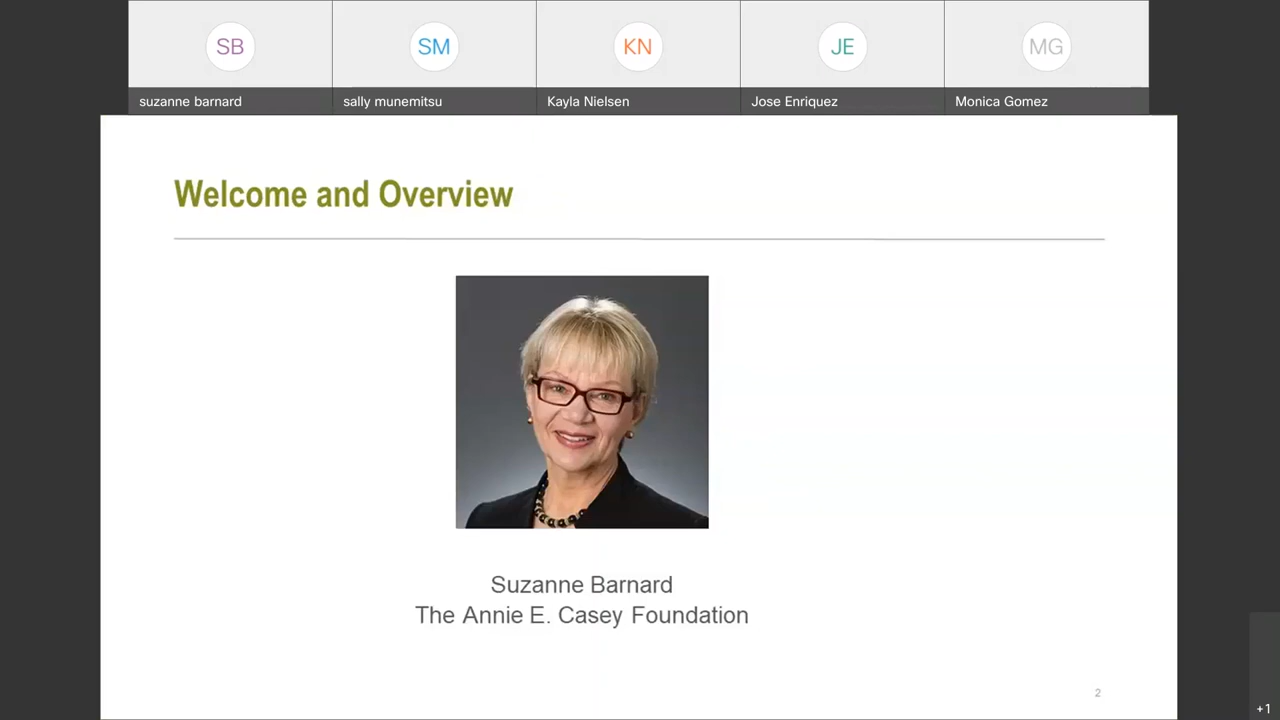 SB
SM
KN
JE
MG
suzanne barnard
sally munemitsu
Kayla Nielsen
Jose Enriquez
Monica Gomez
Welcome and Overview
Suzanne Barnard
The Annie E. Casey Foundation
2
+1